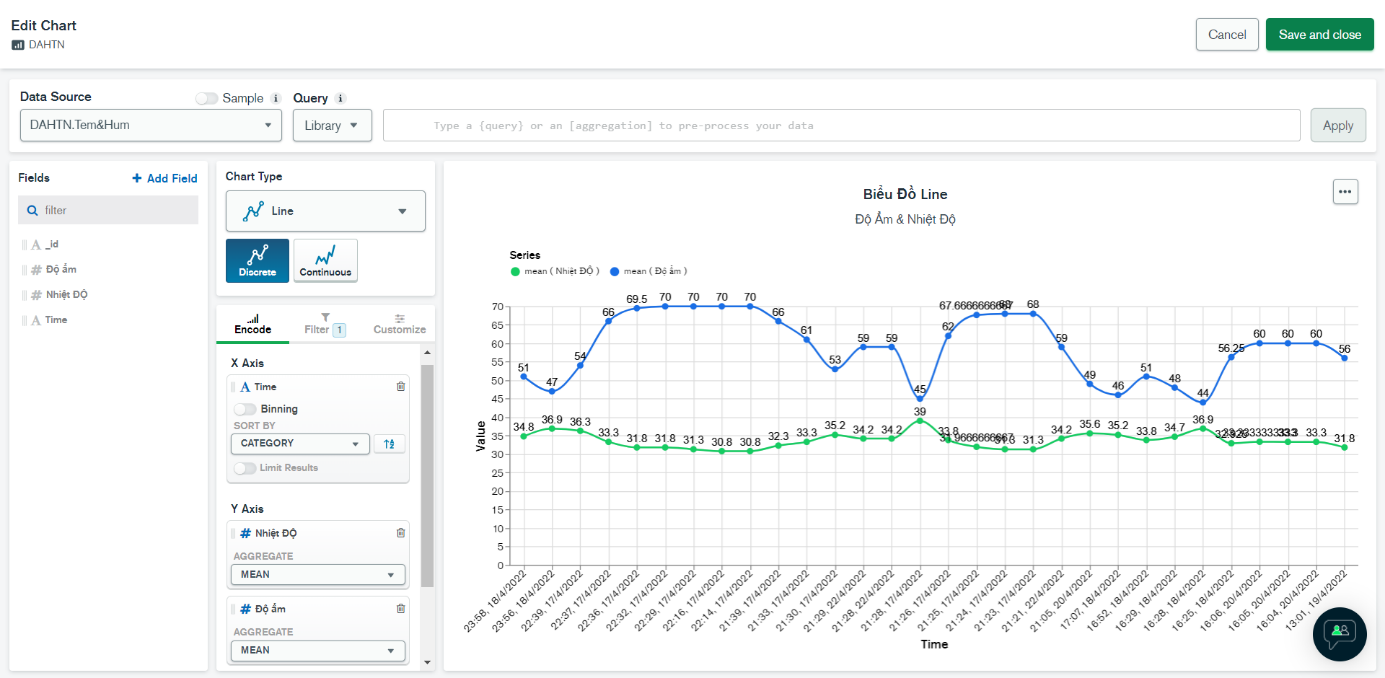 Edit Chart
DAHTN
Cancel
Save and close
Data Source
Sample
i
Query
i
DAHTN.Tem&Hum
Library
Type a {query} or an [aggregation] to pre-process your data
Apply
Fields
+ Add Field
filter
A _id
# Độ ẩm
# Nhiệt ĐỘ
A Time
Chart Type
Line
Discrete
Continuous
Encode
Filter 1
Customize
X Axis
A Time
Binning
SORT BY
CATEGORY
Limit Results
Y Axis
# Nhiệt ĐỘ
AGGREGATE
MEAN
# Độ ẩm
AGGREGATE
MEAN
Biểu Đồ Line
Độ Ẩm & Nhiệt Độ
Series
mean ( Nhiệt ĐỘ )
mean ( Độ ẩm )
Value
70
65
60
55
50
45
40
35
30
25
20
15
10
5
0
51 47 54 66 69.5 70 70 70 70 66 61 53 59 59 45 62 67.6666666667 68 68 59 49 46 51 48 44 56.25 60 60 60 56
34.8 36.9 36.3 33.3 31.8 31.8 31.3 30.8 30.8 32.3 33.3 35.2 34.2 34.2 39 33.8 31.9666666667 31.3 31.3 34.2 35.6 35.2 33.8 34.7 36.9 33.3 33.3 31.8
23:58, 18/4/2022
23:56, 18/4/2022
22:39, 17/4/2022
22:37, 17/4/2022
22:36, 17/4/2022
22:32, 17/4/2022
22:29, 17/4/2022
22:16, 17/4/2022
22:14, 17/4/2022
21:39, 17/4/2022
21:33, 17/4/2022
21:30, 17/4/2022
21:29, 22/4/2022
21:28, 22/4/2022
21:28, 17/4/2022
21:26, 17/4/2022
21:25, 17/4/2022
21:24, 17/4/2022
21:23, 17/4/2022
21:21, 22/4/2022
21:05, 20/4/2022
17:07, 18/4/2022
16:52, 18/4/2022
16:29, 18/4/2022
16:28, 18/4/2022
16:25, 18/4/2022
16:06, 20/4/2022
16:05, 20/4/2022
16:04, 20/4/2022
13:01, 19/4/2022
Time